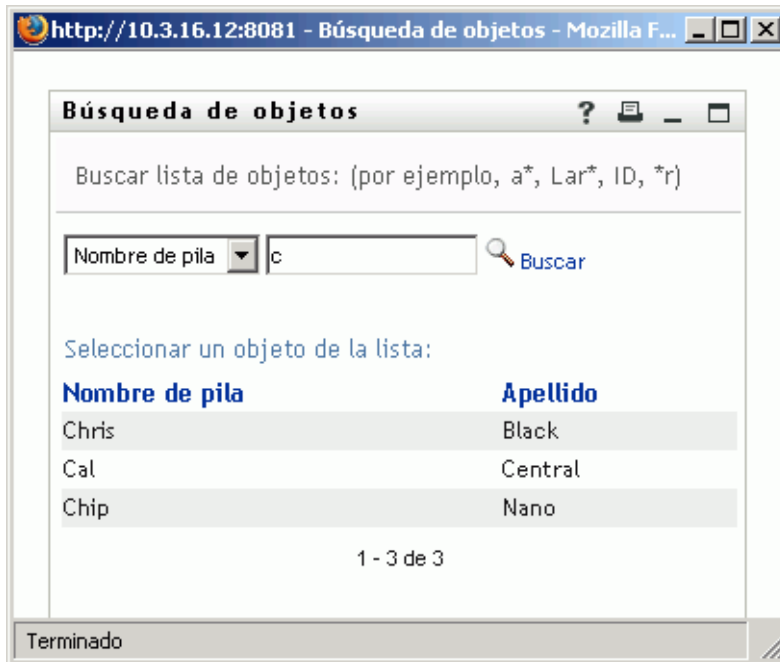 http://10.3.16.12:8081 - Búsqueda de objetos - Mozilla F...
Búsqueda de objetos ?
Buscar lista de objetos: (por ejemplo, a*, Lar*, ID, *r)
Nombre de pila c Buscar
Seleccionar un objeto de la lista:
Nombre de pila Apellido
Chris Black
Cal Central
Chip Nano
1 - 3 de 3
Terminado